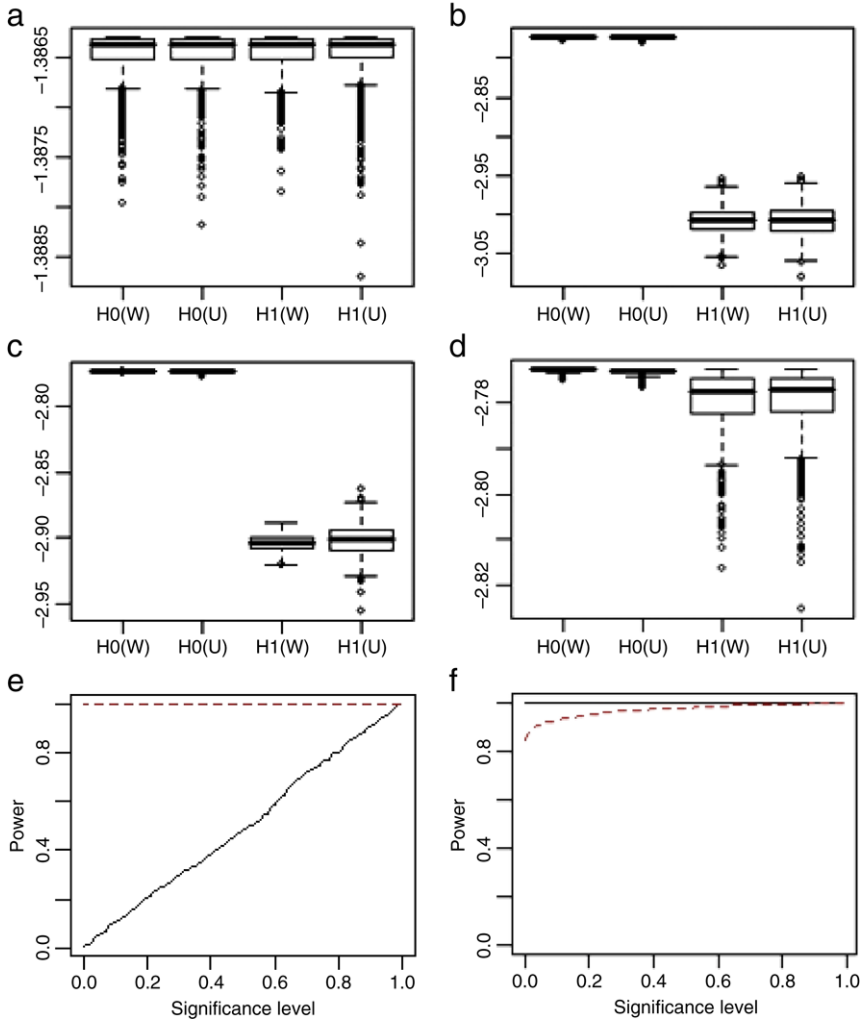 a
−1.3865
−1.3875
−1.3885
H0(W) H0(U) H1(W) H1(U)
b
−2.85
−2.95
−3.05
H0(W) H0(U) H1(W) H1(U)
c
−2.80
−2.85
−2.90
−2.95
H0(W) H0(U) H1(W) H1(U)
d
−2.78
−2.80
−2.82
H0(W) H0(U) H1(W) H1(U)
e
Power
0.8
0.4
0.0
0.0 0.2 0.4 0.6 0.8 1.0
Significance level
f
Power
0.8
0.4
0.0
0.0 0.2 0.4 0.6 0.8 1.0
Significance level